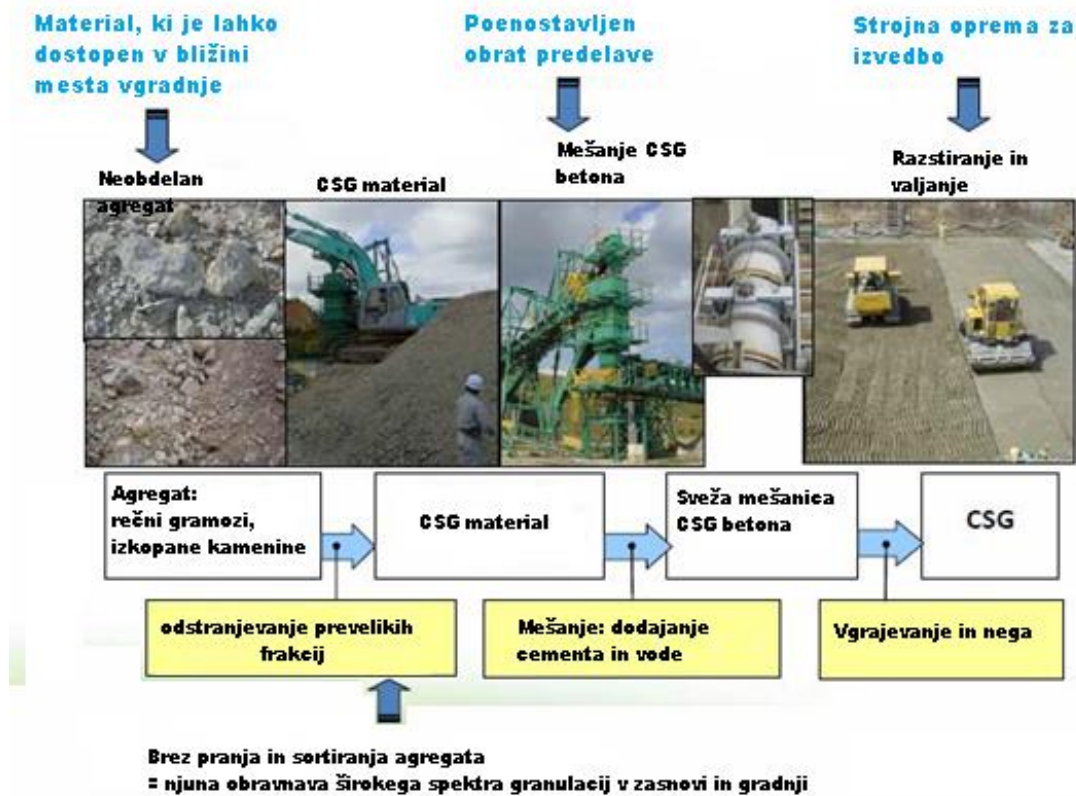 Material, ki je lahko
dostopen v bližini
mesta vgradnje
Poenostavljen
obrat predelave
Strojna oprema za
izvedbo
Neobdelan
agregat
CSG material
Mešanje CSG
betona
Razstiranje in
valjanje
Agregat:
rečni gramozi,
izkopane kamenine
CSG material
Sveža mešanica
CSG betona
CSG
odstranjevanje prevelikih
frakcij
Mešanje: dodajanje
cementa in vode
Vgrajevanje in nega
Brez pranja in sortiranja agregata
= njuna obravnava širokega spektra granulacij v zasnovi in gradnji